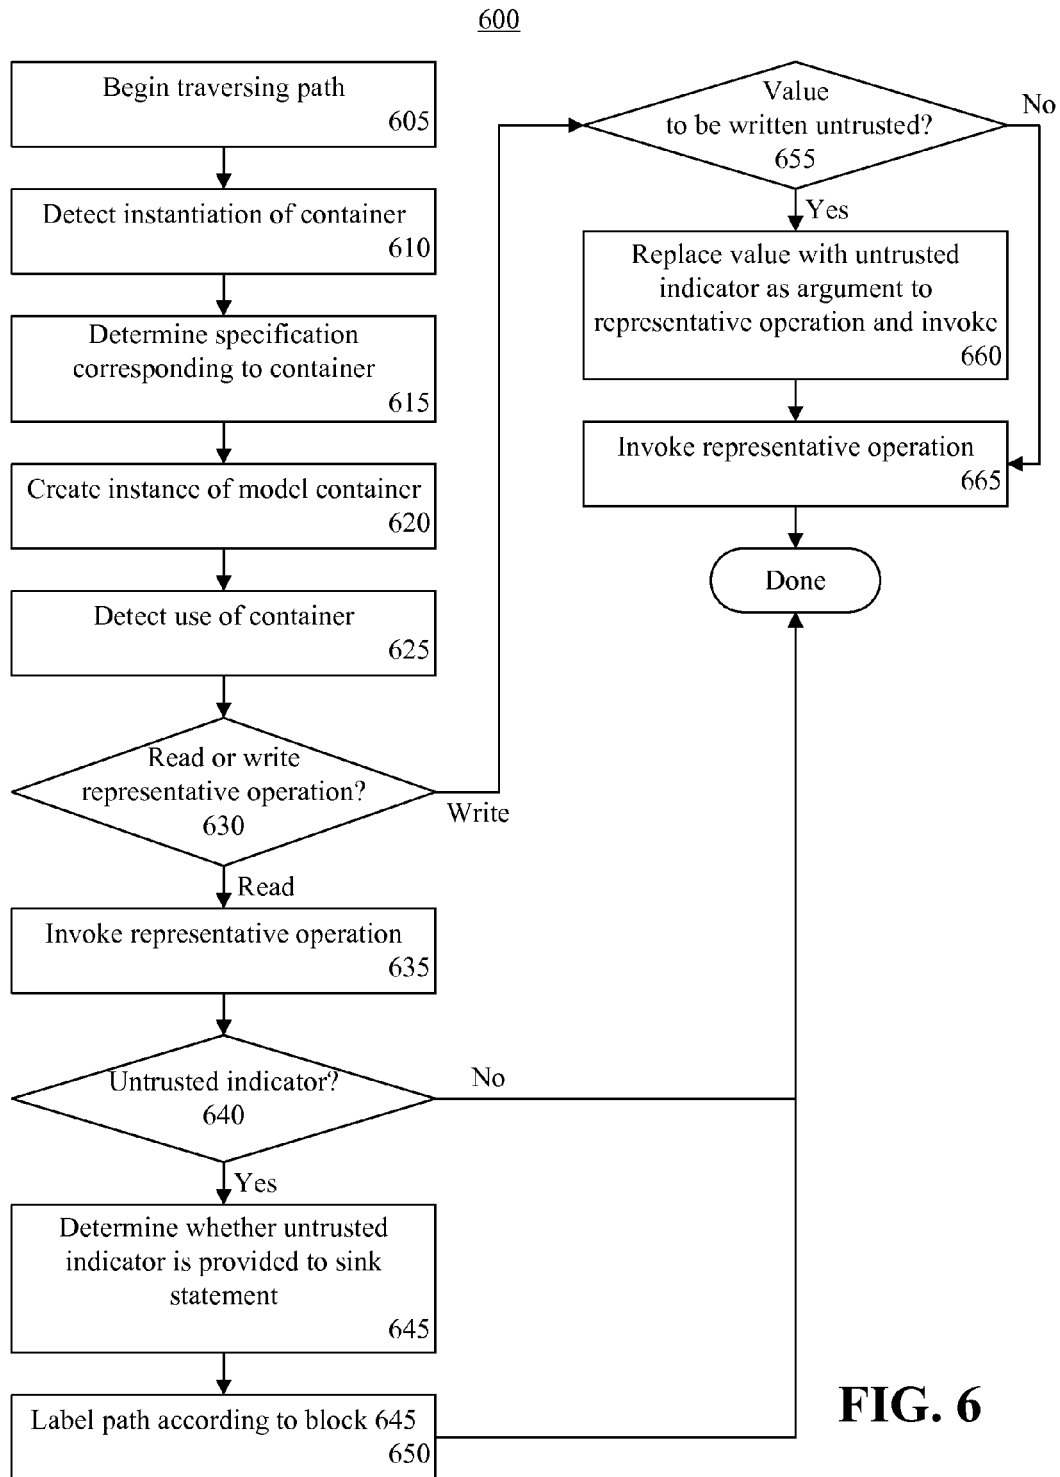 600
Begin traversing path
605
Detect instantiation of container
610
Determine specification
corresponding to container
615
Create instance of model container
620
Detect use of container
625
Read or write
representative operation?
630
Write
Read
Invoke representative operation
635
Untrusted indicator?
640
No
Yes
Determine whether untrusted
indicator is provided to sink
statement
645
Label path according to block 645
650
Value
to be written untrusted?
655
No
Yes
Replace value with untrusted
indicator as argument to
representative operation and invoke
660
Invoke representative operation
665
Done
FIG. 6